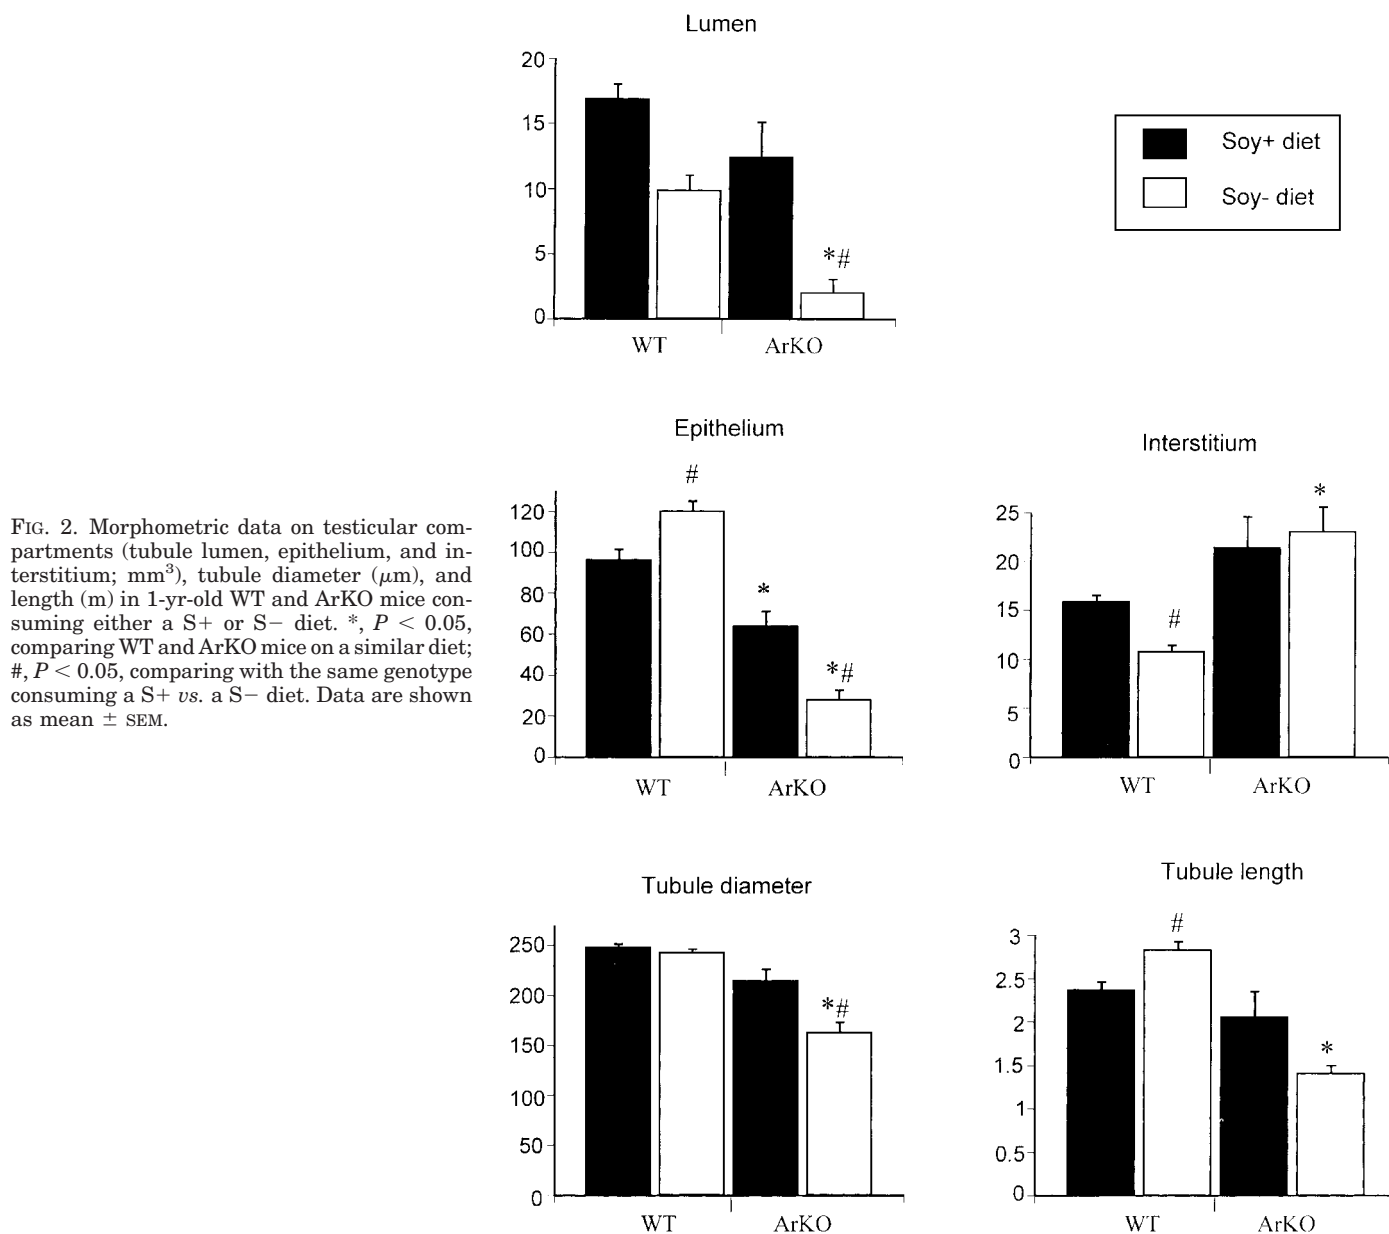 Lumen
20
15
10
5
0
*#
WT ArKO
Soy+ diet
Soy- diet
FIG. 2. Morphometric data on testicular com-
partments (tubule lumen, epithelium, and in-
terstitium; mm³), tubule diameter (μm), and
length (m) in 1-yr-old WT and ArKO mice con-
suming either a S+ or S− diet. *, P < 0.05,
comparing WT and ArKO mice on a similar diet;
#, P < 0.05, comparing with the same genotype
consuming a S+ vs. a S− diet. Data are shown
as mean ± SEM.
Epithelium
120
100
80
60
40
20
0
#
*
*#
WT ArKO
Interstitium
25
20
15
10
5
0
#
*
WT ArKO
Tubule diameter
250
200
150
100
50
0
*#
WT ArKO
Tubule length
3
2.5
2
1.5
1
0.5
0
#
*
WT ArKO